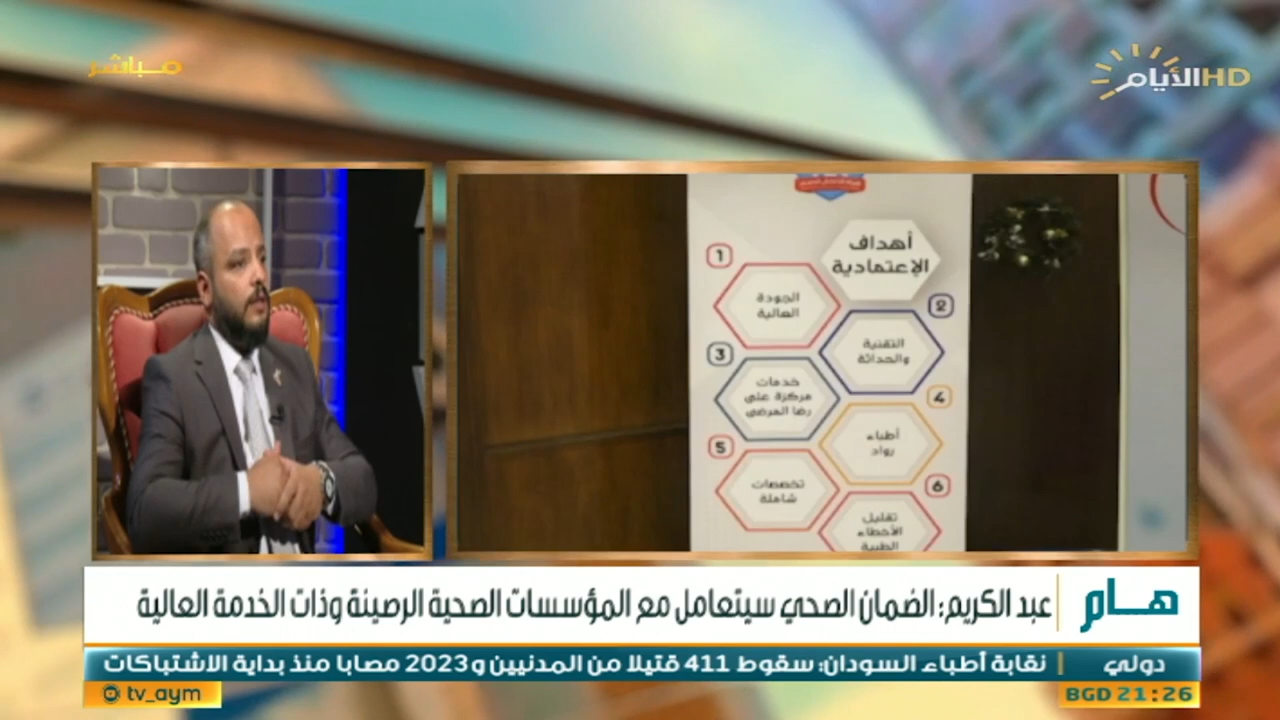 مباشر
الأيام HD
أهداف
الإعتمادية
1
الجودة
العالية
2
التقنية
والحداثة
3
خدمات
مركزة على
رضا المرضى
4
أطباء
رواد
5
تخصصات
شاملة
6
تقليل
الأخطاء
الطبية
هام
عبد الكريم: الضمان الصحي سيتعامل مع المؤسسات الصحية الرصينة وذات الخدمة العالية
دولي
نقابة أطباء السودان: سقوط 411 قتيلا من المدنيين و2023 مصابا منذ بداية الاشتباكات
tv_aym
BGD 21:26